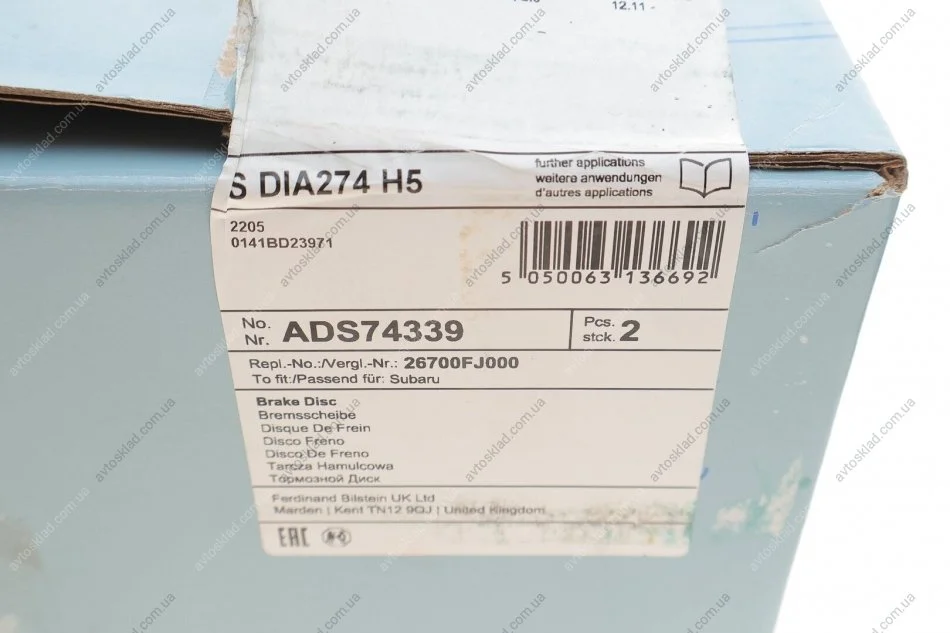 12.11 -
S DIA274 H5
further applications
weitere anwendungen
d'autres applications
2205
0141BD23971
5 050063 136692
No.
Nr. ADS74339
Pcs.
stck. 2
Repl.-No.:/Vergl.-Nr.: 26700FJ000
To fit:/Passend für: Subaru
Brake Disc
Bremsscheibe
Disque De Frein
Disco Freno
Disco De Freno
Tarcza Hamulcowa
Тормозной Диск
Ferdinand Bilstein UK Ltd
Marden | Kent TN12 9QJ | United Kingdom
EAC
avtosklad.com.ua